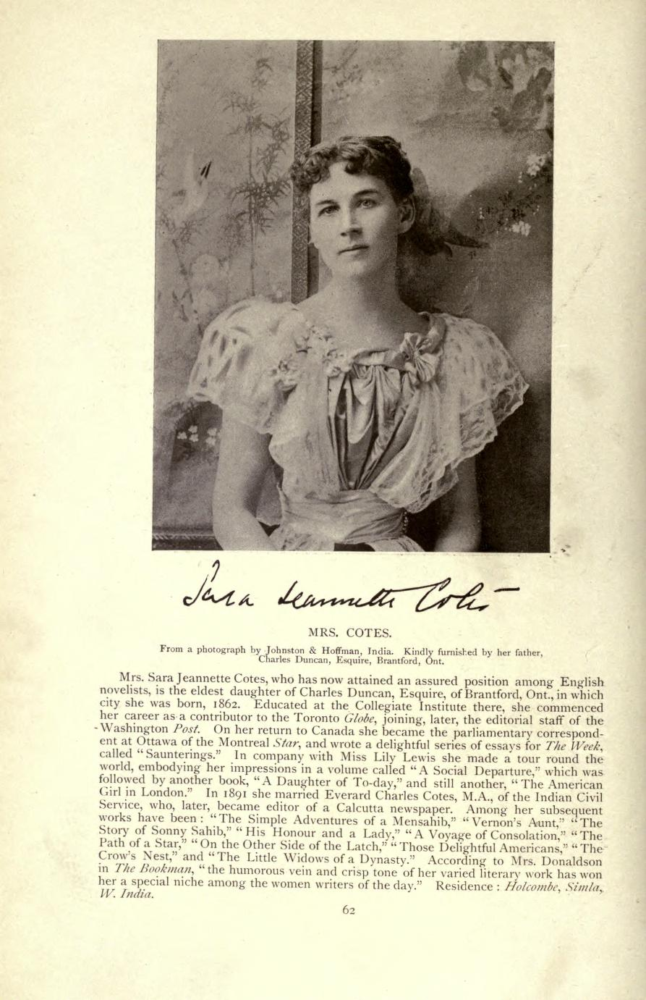 Sara Jeannette Cotes
MRS. COTES.
From a photograph by Johnston & Hoffman, India. Kindly furnished by her father,
Charles Duncan, Esquire, Brantford, Ont.
Mrs. Sara Jeannette Cotes, who has now attained an assured position among English
novelists, is the eldest daughter of Charles Duncan, Esquire, of Brantford, Ont., in which
city she was born, 1862. Educated at the Collegiate Institute there, she commenced
her career as a contributor to the Toronto Globe, joining, later, the editorial staff of the
Washington Post. On her return to Canada she became the parliamentary correspond-
ent at Ottawa of the Montreal Star, and wrote a delightful series of essays for The Week,
called “Saunterings.” In company with Miss Lily Lewis she made a tour round the
world, embodying her impressions in a volume called “A Social Departure,” which was
followed by another book, “A Daughter of To-day,” and still another, “The American
Girl in London.” In 1891 she married Everard Charles Cotes, M.A., of the Indian Civil
Service, who, later, became editor of a Calcutta newspaper. Among her subsequent
works have been: “The Simple Adventures of a Mensahib,” “Vernon's Aunt,” “The
Story of Sonny Sahib,” “His Honour and a Lady,” “A Voyage of Consolation,” “The
Path of a Star,” “On the Other Side of the Latch,” “Those Delightful Americans,” “The
Crow's Nest,” and “The Little Widows of a Dynasty.” According to Mrs. Donaldson
in The Bookman, “the humorous vein and crisp tone of her varied literary work has won
her a special niche among the women writers of the day.” Residence: Holcombe, Simla,
W. India.
62